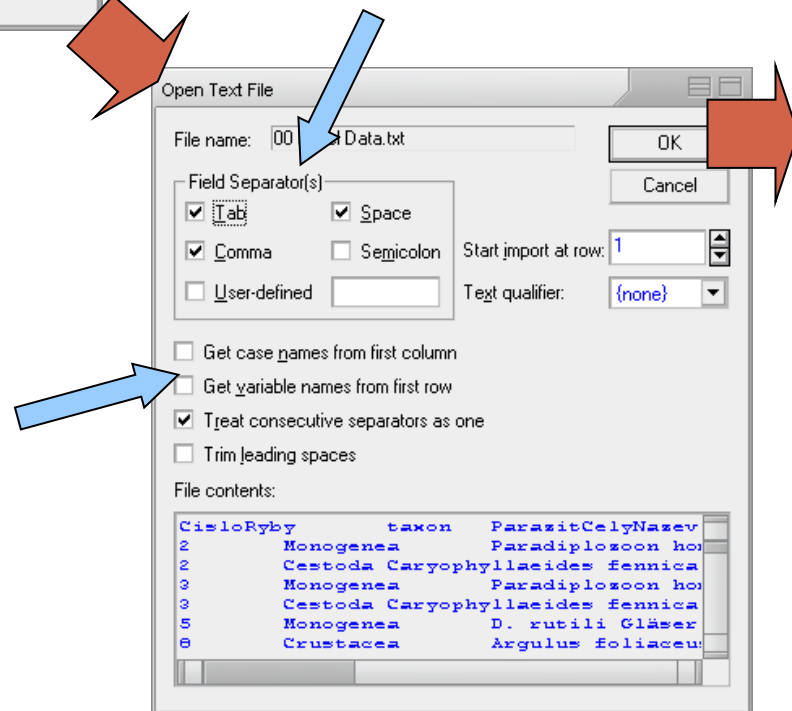 Open Text File
File name: 00 Data.txt
OK
Field Separator(s)
Cancel
Tab Space
Comma Semicolon Start import at row: 1
User-defined Text qualifier: {none}
Get case names from first column
Get variable names from first row
Treat consecutive separators as one
Trim leading spaces
File contents:
CisloRyby taxon ParazitCelyNazev
2 Monogenea Paradiplozoon
2 Cestoda Caryophyllaeides fennica
3 Monogenea Paradiplozoon
3 Cestoda Caryophyllaeides fennica
5 Monogenea D. rutili Gläser
8 Crustacea Argulus foliaceu